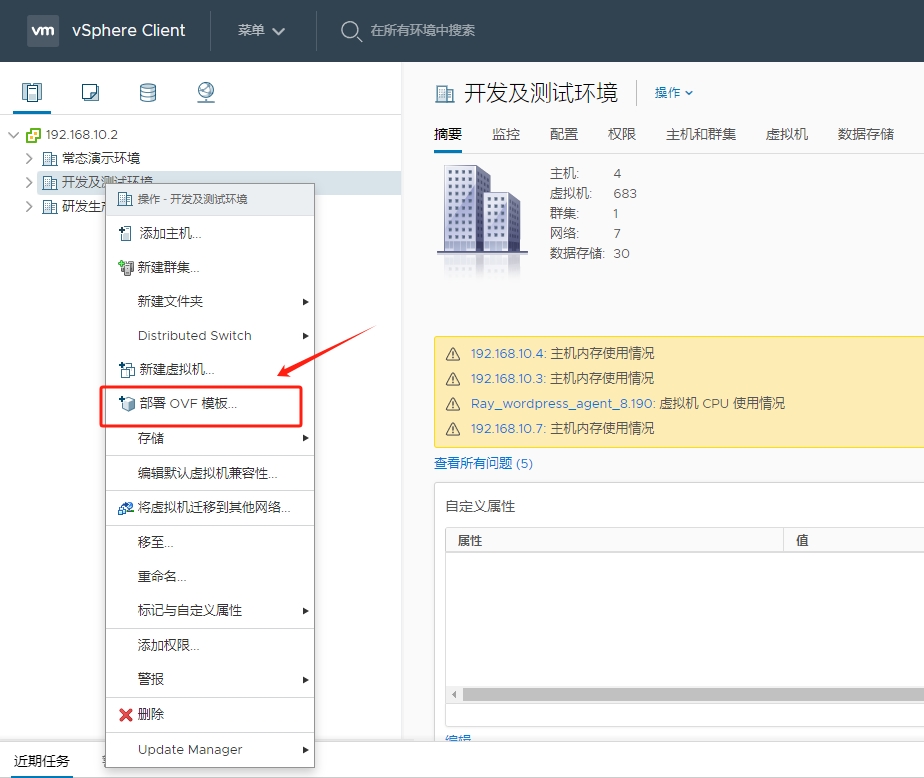 vm vSphere Client 菜单 在所有环境中搜索
192.168.10.2
常态演示环境
开发及测试环境
研发生产
操作 - 开发及测试环境
添加主机...
新建群集...
新建文件夹
Distributed Switch
新建虚拟机...
部署 OVF 模板...
存储
编辑默认虚拟机兼容性...
将虚拟机迁移到其他网络...
移至...
重命名...
标记与自定义属性
添加权限...
警报
删除
Update Manager
近期任务
开发及测试环境 操作
摘要 监控 配置 权限 主机和群集 虚拟机 数据存储
主机: 4
虚拟机: 683
群集: 1
网络: 7
数据存储: 30
192.168.10.4: 主机内存使用情况
192.168.10.3: 主机内存使用情况
Ray_wordpress_agent_8.190: 虚拟机 CPU 使用情况
192.168.10.7: 主机内存使用情况
查看所有问题 (5)
自定义属性
属性 值
编辑